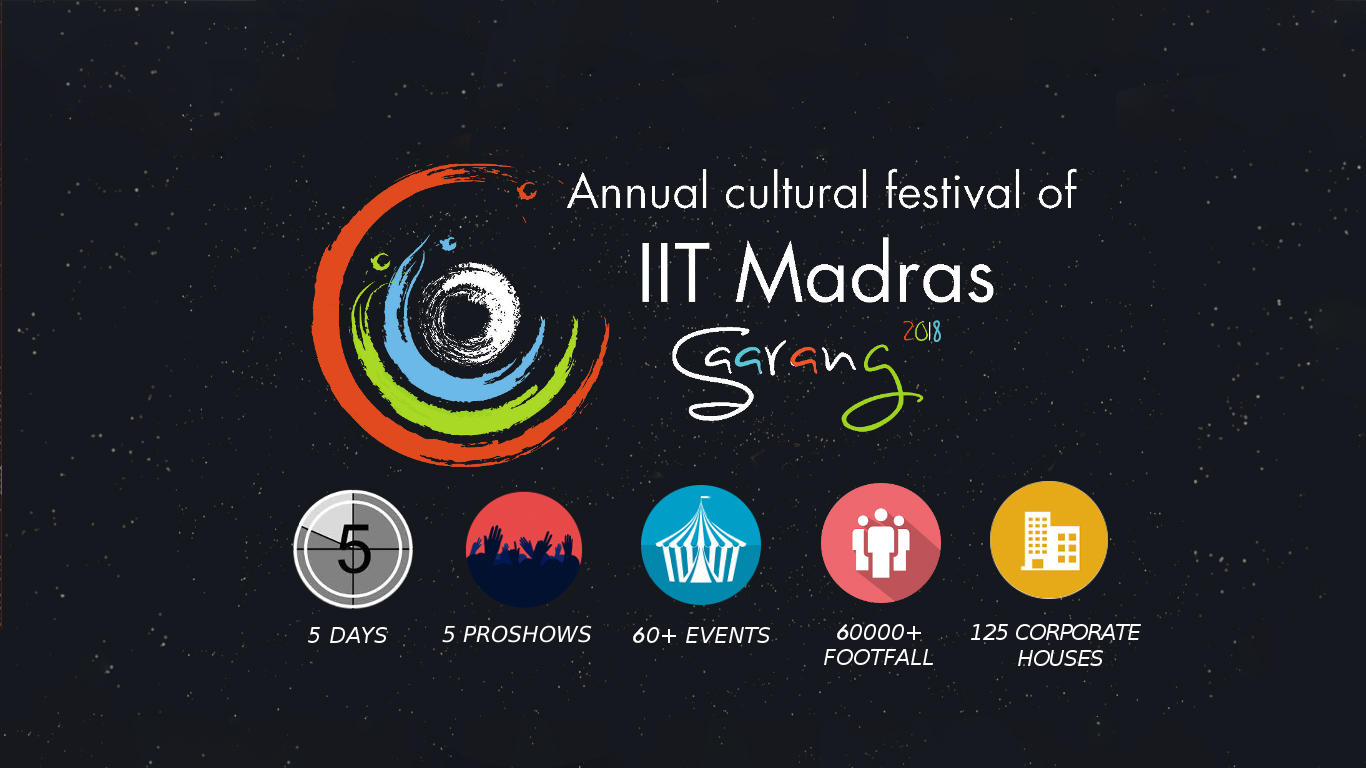 Annual cultural festival of
IIT Madras
Saarang 2018
5
5 DAYS
5 PROSHOWS
60+ EVENTS
60000+
FOOTFALL
125 CORPORATE
HOUSES